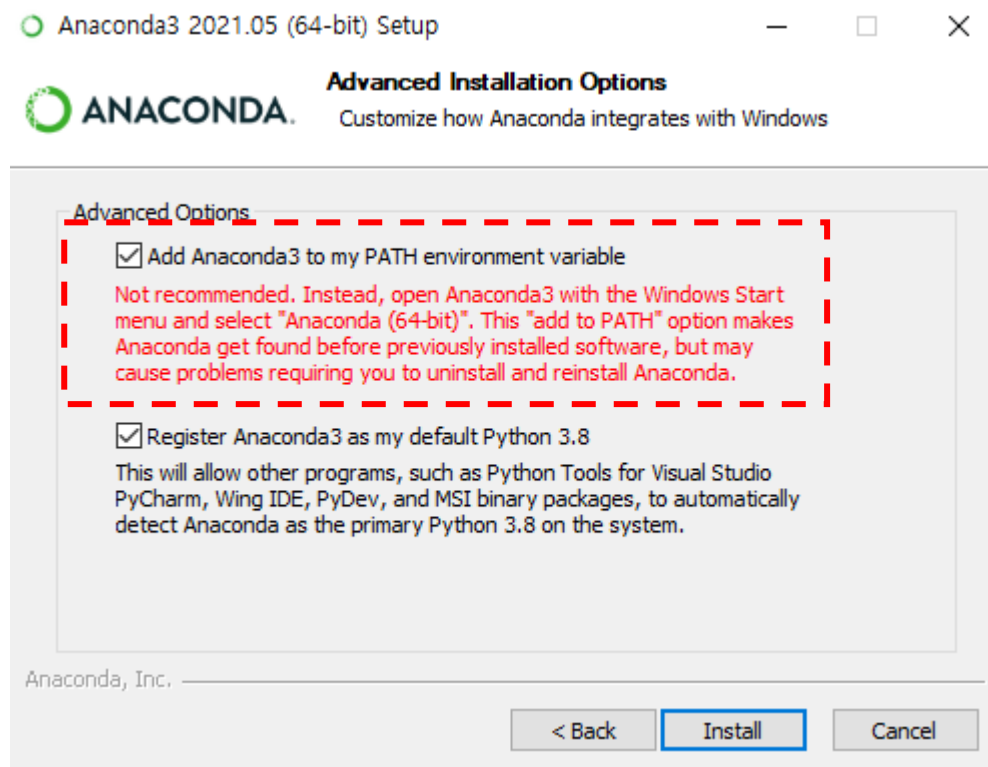 Anaconda3 2021.05 (64-bit) Setup
ANACONDA.
Advanced Installation Options
Customize how Anaconda integrates with Windows
Advanced Options
Add Anaconda3 to my PATH environment variable
Not recommended. Instead, open Anaconda3 with the Windows Start
menu and select "Anaconda (64-bit)". This "add to PATH" option makes
Anaconda get found before previously installed software, but may
cause problems requiring you to uninstall and reinstall Anaconda.
Register Anaconda3 as my default Python 3.8
This will allow other programs, such as Python Tools for Visual Studio
PyCharm, Wing IDE, PyDev, and MSI binary packages, to automatically
detect Anaconda as the primary Python 3.8 on the system.
Anaconda, Inc.
< Back
Install
Cancel